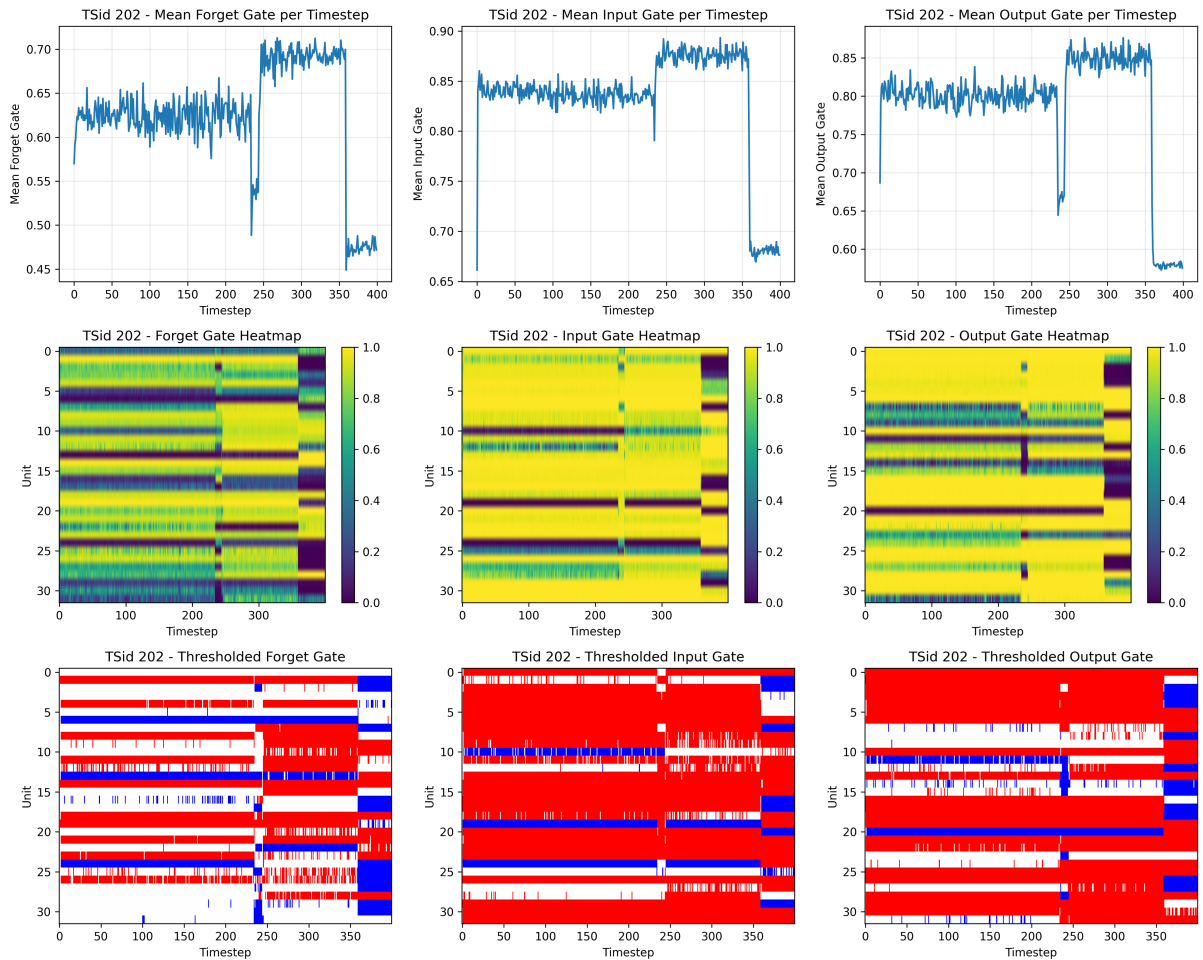 TSid 202 - Mean Forget Gate per Timestep
Mean Forget Gate
0.70
0.65
0.60
0.55
0.50
0.45
0 50 100 150 200 250 300 350 400
Timestep
TSid 202 - Mean Input Gate per Timestep
Mean Input Gate
0.90
0.85
0.80
0.75
0.70
0.65
0 50 100 150 200 250 300 350 400
Timestep
TSid 202 - Mean Output Gate per Timestep
Mean Output Gate
0.85
0.80
0.75
0.70
0.65
0.60
0 50 100 150 200 250 300 350 400
Timestep
TSid 202 - Forget Gate Heatmap
Unit
0
5
10
15
20
25
30
0 100 200 300
Timestep
1.0
0.8
0.6
0.4
0.2
0.0
TSid 202 - Input Gate Heatmap
Unit
0
5
10
15
20
25
30
0 100 200 300
Timestep
1.0
0.8
0.6
0.4
0.2
0.0
TSid 202 - Output Gate Heatmap
Unit
0
5
10
15
20
25
30
0 100 200 300
Timestep
1.0
0.8
0.6
0.4
0.2
0.0
TSid 202 - Thresholded Forget Gate
Unit
0
5
10
15
20
25
30
0 50 100 150 200 250 300 350
Timestep
TSid 202 - Thresholded Input Gate
Unit
0
5
10
15
20
25
30
0 50 100 150 200 250 300 350
Timestep
TSid 202 - Thresholded Output Gate
Unit
0
5
10
15
20
25
30
0 50 100 150 200 250 300 350
Timestep